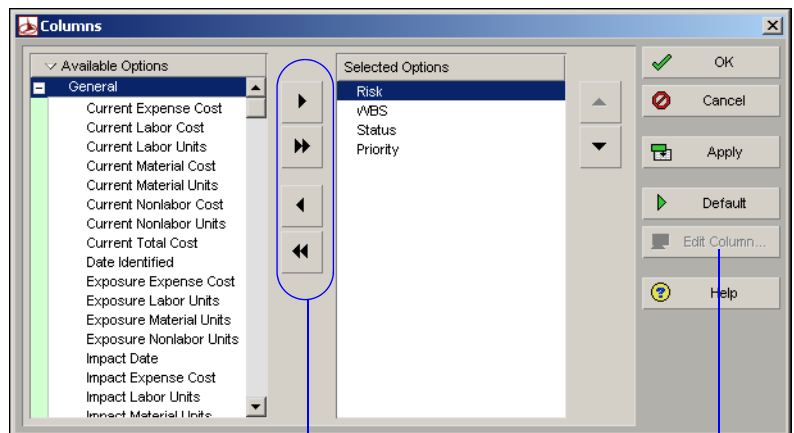 Columns
Available Options
General
Current Expense Cost
Current Labor Cost
Current Labor Units
Current Material Cost
Current Material Units
Current Nonlabor Cost
Current Nonlabor Units
Current Total Cost
Date Identified
Exposure Expense Cost
Exposure Labor Units
Exposure Material Units
Exposure Nonlabor Units
Impact Date
Impact Expense Cost
Impact Labor Units
Impact Material Units
Selected Options
Risk
WBS
Status
Priority
OK
Cancel
Apply
Default
Edit Column...
Help